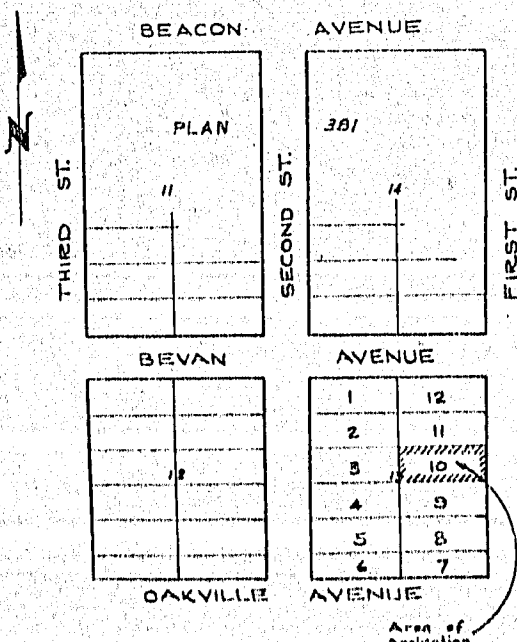 BEACON AVENUE
N
PLAN 381
THIRD ST.
SECOND ST.
FIRST ST.
11 14
BEVAN AVENUE
1 12
2 11
3 10
4 9
5 8
6 7
OAKVILLE AVENUE
Area of